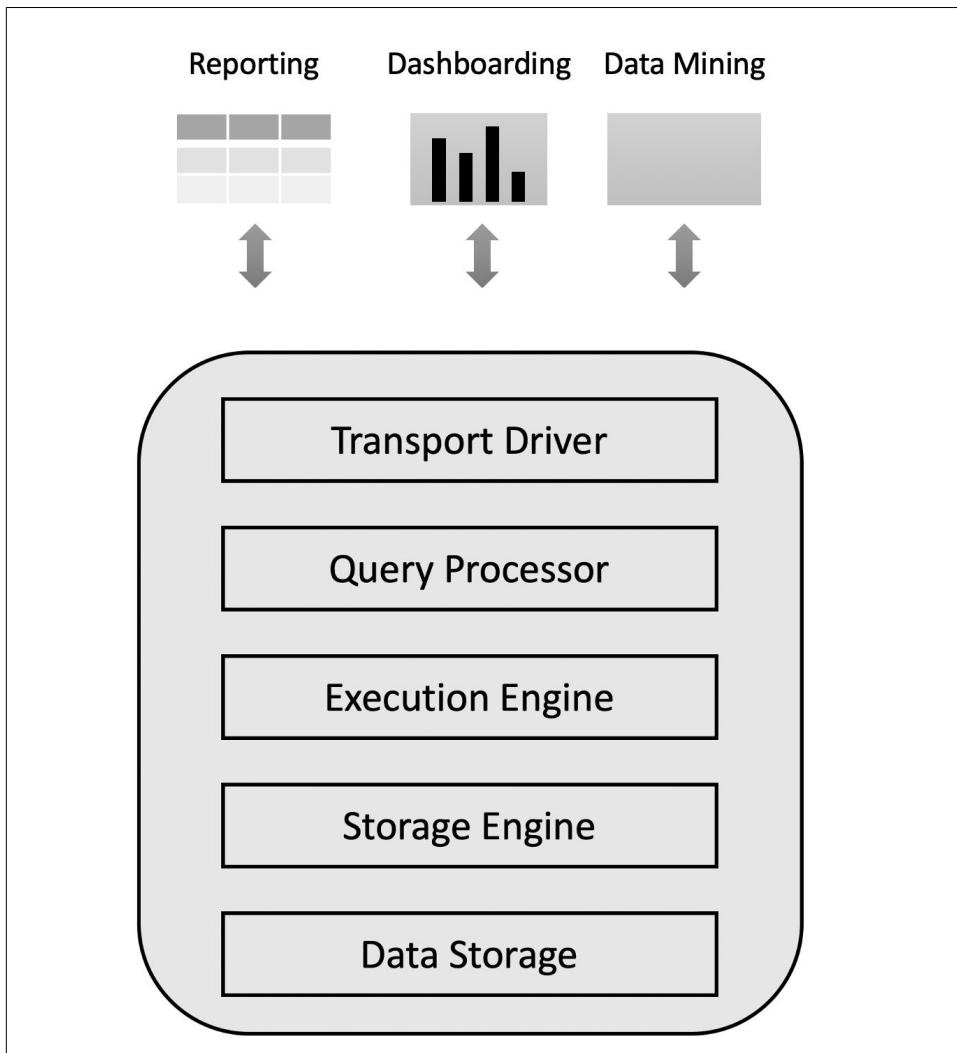 Reporting Dashboarding Data Mining
Transport Driver
Query Processor
Execution Engine
Storage Engine
Data Storage